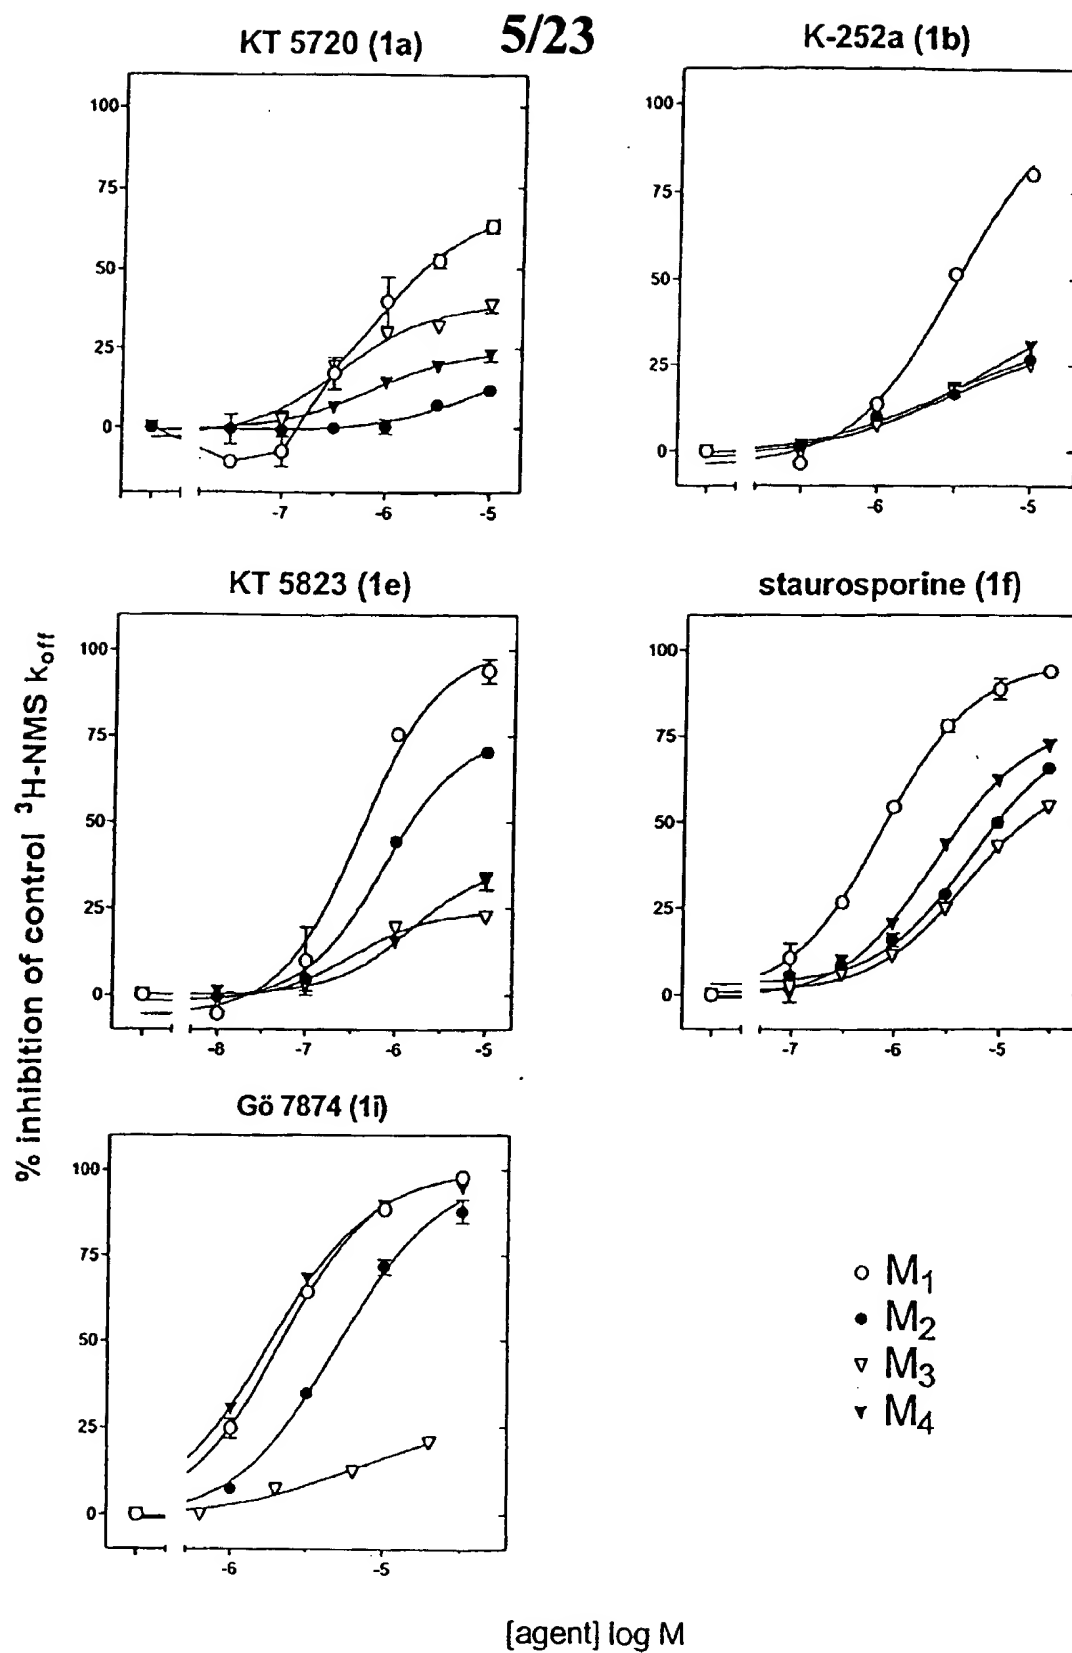 5/23
KT 5720 (1a)
100
75
50
25
0
-7 -6 -5
K-252a (1b)
100
75
50
25
0
-6 -5
KT 5823 (1e)
100
75
50
25
0
-8 -7 -6 -5
staurosporine (1f)
100
75
50
25
0
-7 -6 -5
Gö 7874 (1i)
100
75
50
25
0
-6 -5
% inhibition of control ³H-NMS k_off
M₁
M₂
M₃
M₄
[agent] log M